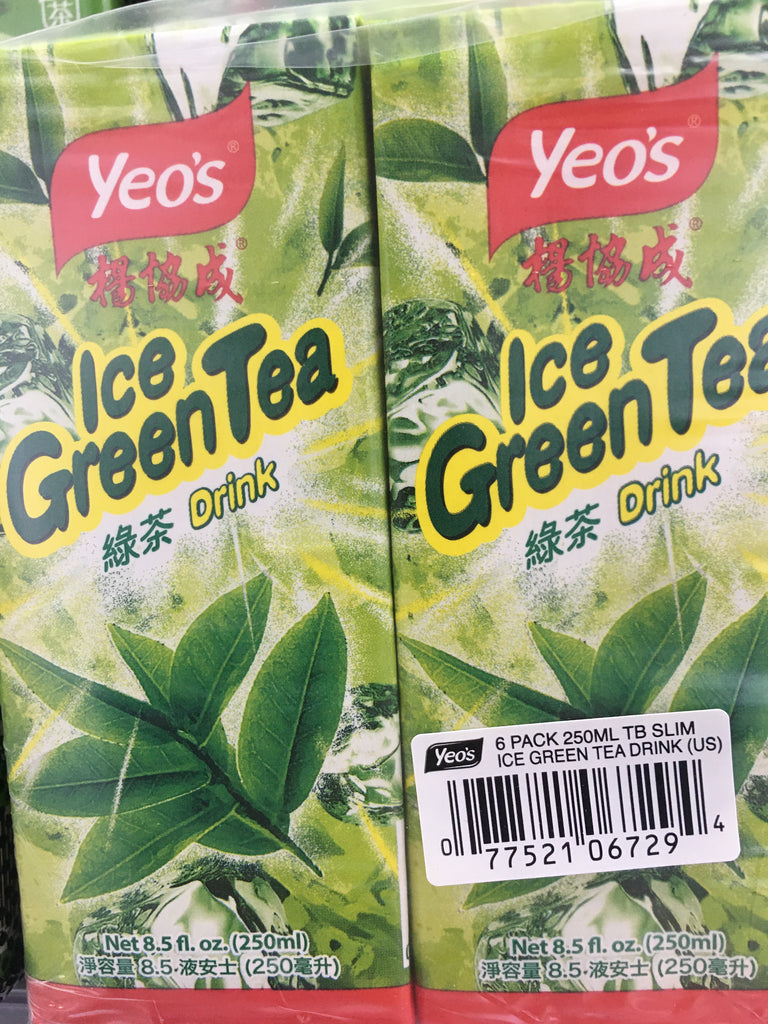 茶
Yeo's®
楊協成®
Ice
Green Tea
綠茶 Drink
Net 8.5 fl. oz. (250ml)
淨容量 8.5 液安士 (250毫升)
Yeo's®
楊協成®
Ice
Green Tea
綠茶 Drink
Yeo's
6 PACK 250ML TB SLIM
ICE GREEN TEA DRINK (US)
0 77521 06729 4
Net 8.5 fl. oz. (250ml)
淨容量 8.5 液安士 (250毫升)